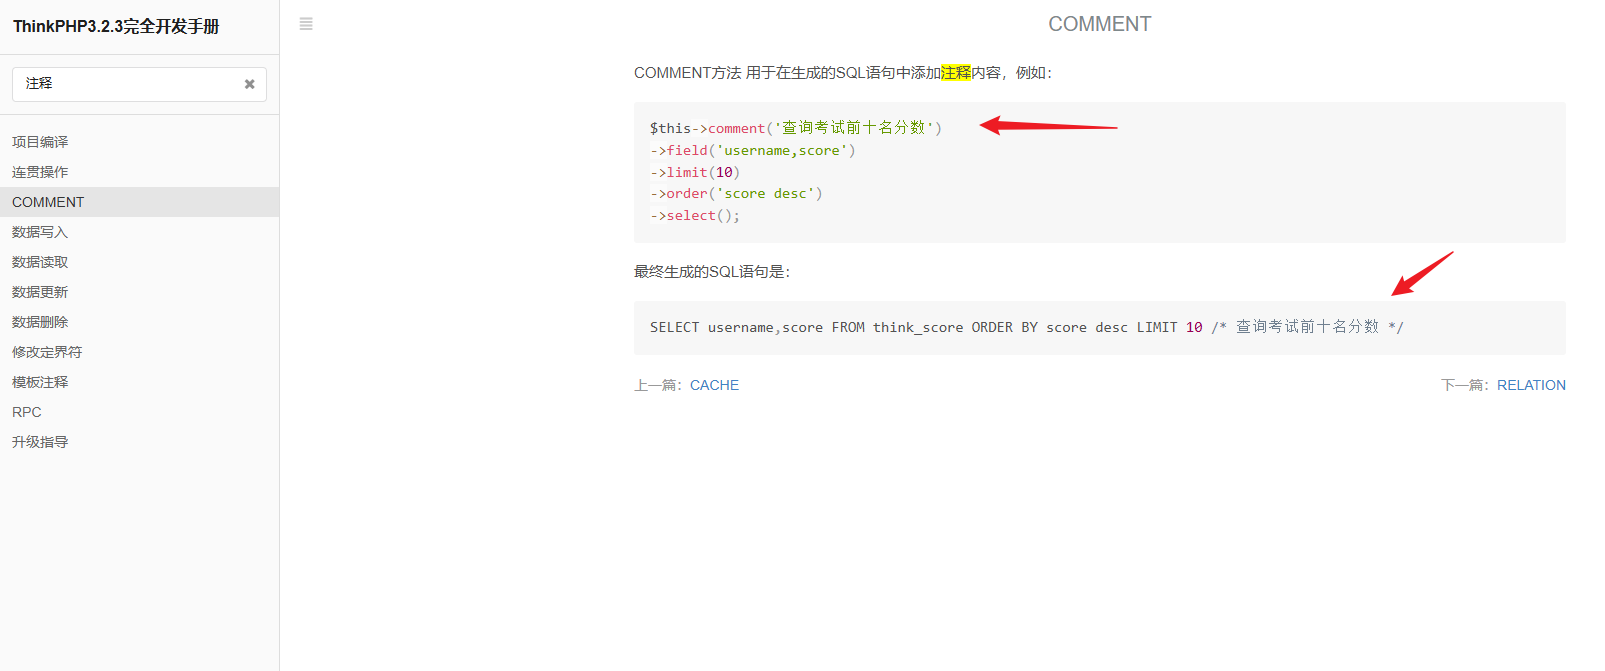 ThinkPHP3.2.3完全开发手册
注释
项目编译
连贯操作
COMMENT
数据写入
数据读取
数据更新
数据删除
修改定界符
模板注释
RPC
升级指导
COMMENT
COMMENT方法 用于在生成的SQL语句中添加注释内容，例如：
$this->comment('查询考试前十名分数')
->field('username,score')
->limit(10)
->order('score desc')
->select();
最终生成的SQL语句是：
SELECT username,score FROM think_score ORDER BY score desc LIMIT 10 /* 查询考试前十名分数 */
上一篇：CACHE
下一篇：RELATION